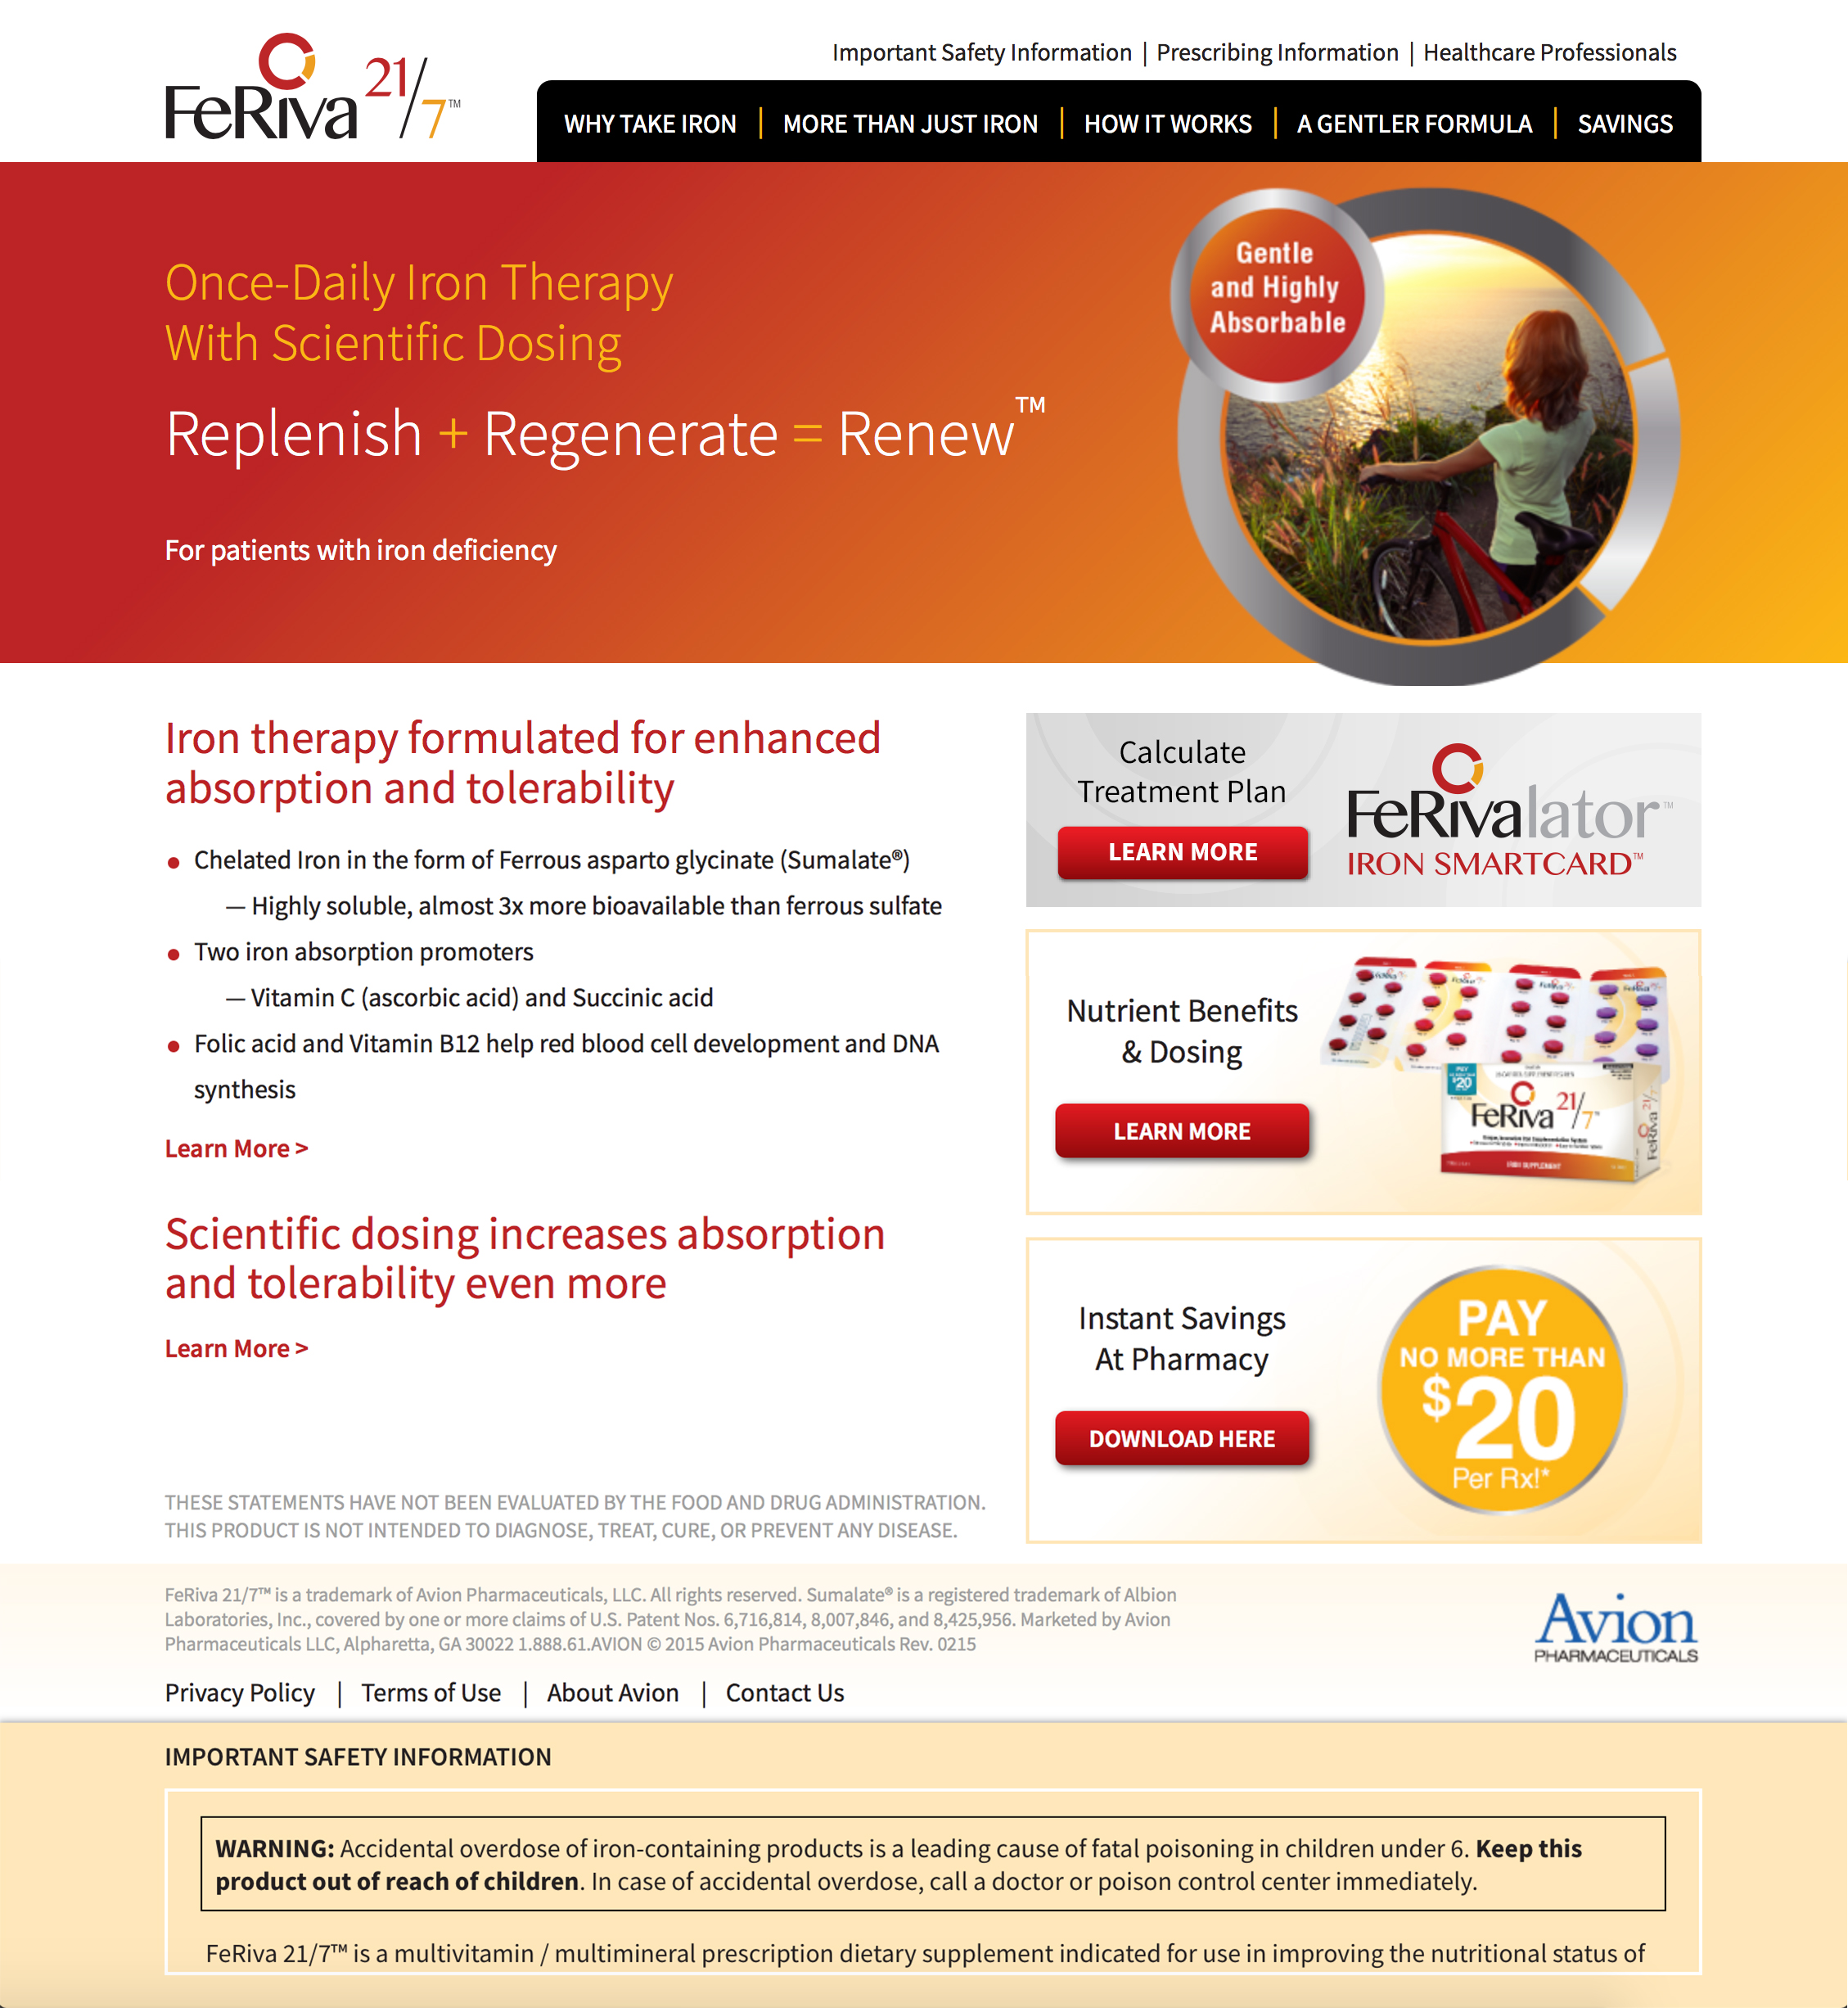 FeRiva 21/7™
Important Safety Information | Prescribing Information | Healthcare Professionals
WHY TAKE IRON | MORE THAN JUST IRON | HOW IT WORKS | A GENTLER FORMULA | SAVINGS
Once-Daily Iron Therapy
With Scientific Dosing
Replenish + Regenerate = Renew™
For patients with iron deficiency
Gentle
and Highly
Absorbable
Iron therapy formulated for enhanced
absorption and tolerability
• Chelated Iron in the form of Ferrous asparto glycinate (Sumalate®)
— Highly soluble, almost 3x more bioavailable than ferrous sulfate
• Two iron absorption promoters
— Vitamin C (ascorbic acid) and Succinic acid
• Folic acid and Vitamin B12 help red blood cell development and DNA
synthesis
Learn More >
Scientific dosing increases absorption
and tolerability even more
Learn More >
THESE STATEMENTS HAVE NOT BEEN EVALUATED BY THE FOOD AND DRUG ADMINISTRATION.
THIS PRODUCT IS NOT INTENDED TO DIAGNOSE, TREAT, CURE, OR PREVENT ANY DISEASE.
Calculate
Treatment Plan
LEARN MORE
FeRivalator™
IRON SMARTCARD™
Nutrient Benefits
& Dosing
LEARN MORE
PAY
$20
FeRiva 21/7™
IRON SUPPLEMENT
FeRiva 21/7
Instant Savings
At Pharmacy
DOWNLOAD HERE
PAY
NO MORE THAN
$20
Per Rx!*
FeRiva 21/7™ is a trademark of Avion Pharmaceuticals, LLC. All rights reserved. Sumalate® is a registered trademark of Albion
Laboratories, Inc., covered by one or more claims of U.S. Patent Nos. 6,716,814, 8,007,846, and 8,425,956. Marketed by Avion
Pharmaceuticals LLC, Alpharetta, GA 30022 1.888.61.AVION © 2015 Avion Pharmaceuticals Rev. 0215
Avion
PHARMACEUTICALS
Privacy Policy | Terms of Use | About Avion | Contact Us
IMPORTANT SAFETY INFORMATION
WARNING: Accidental overdose of iron-containing products is a leading cause of fatal poisoning in children under 6. Keep this
product out of reach of children. In case of accidental overdose, call a doctor or poison control center immediately.
FeRiva 21/7™ is a multivitamin / multimineral prescription dietary supplement indicated for use in improving the nutritional status of